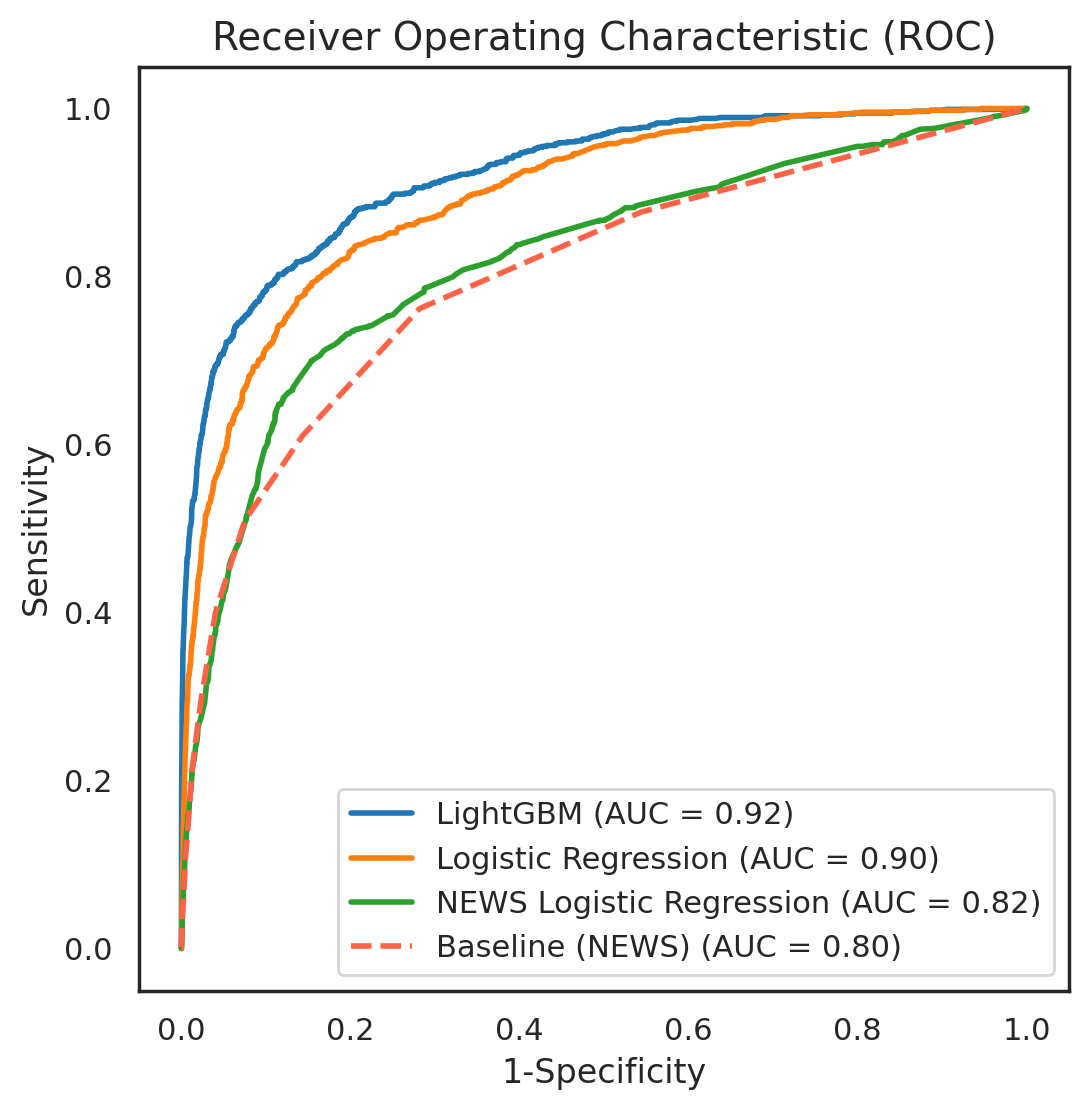 Receiver Operating Characteristic (ROC)
1.0
0.8
0.6
0.4
0.2
0.0
Sensitivity
LightGBM (AUC = 0.92)
Logistic Regression (AUC = 0.90)
NEWS Logistic Regression (AUC = 0.82)
Baseline (NEWS) (AUC = 0.80)
0.0 0.2 0.4 0.6 0.8 1.0
1-Specificity